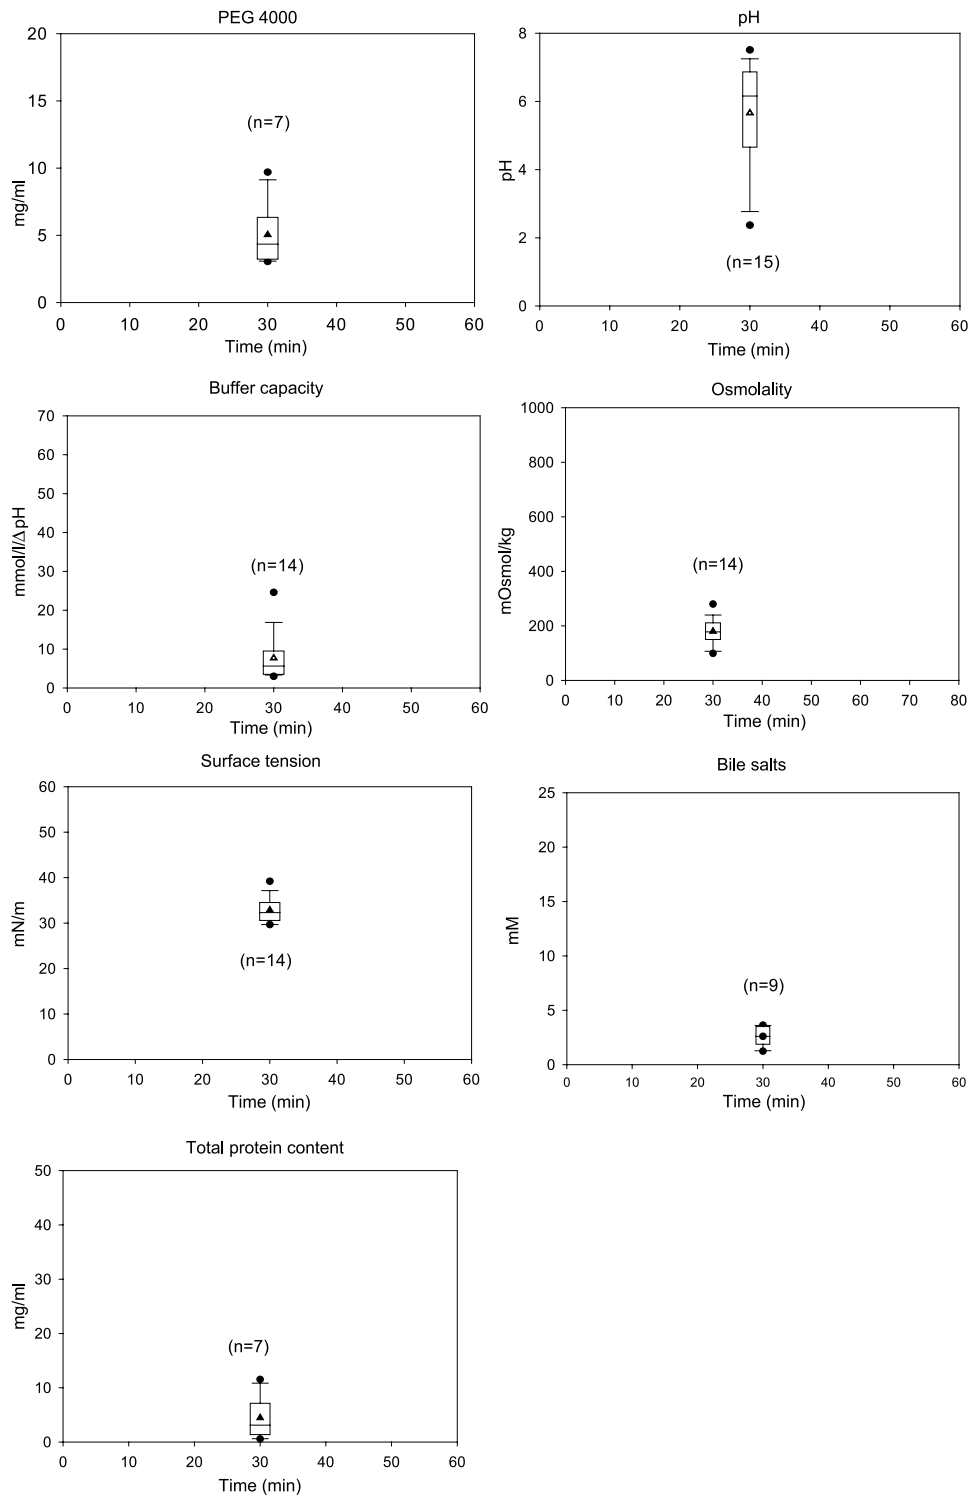 PEG 4000
20
15
10
5
0
mg/ml
(n=7)
0 10 20 30 40 50 60
Time (min)
pH
8
6
4
2
0
pH
(n=15)
0 10 20 30 40 50 60
Time (min)
Buffer capacity
70
60
50
40
30
20
10
0
mmol/l/ΔpH
(n=14)
0 10 20 30 40 50 60
Time (min)
Osmolality
1000
800
600
400
200
0
mOsmol/kg
(n=14)
0 10 20 30 40 50 60 70 80
Time (min)
Surface tension
60
50
40
30
20
10
0
mN/m
(n=14)
0 10 20 30 40 50 60
Time (min)
Bile salts
25
20
15
10
5
0
mM
(n=9)
0 10 20 30 40 50 60
Time (min)
Total protein content
50
40
30
20
10
0
mg/ml
(n=7)
0 10 20 30 40 50 60
Time (min)